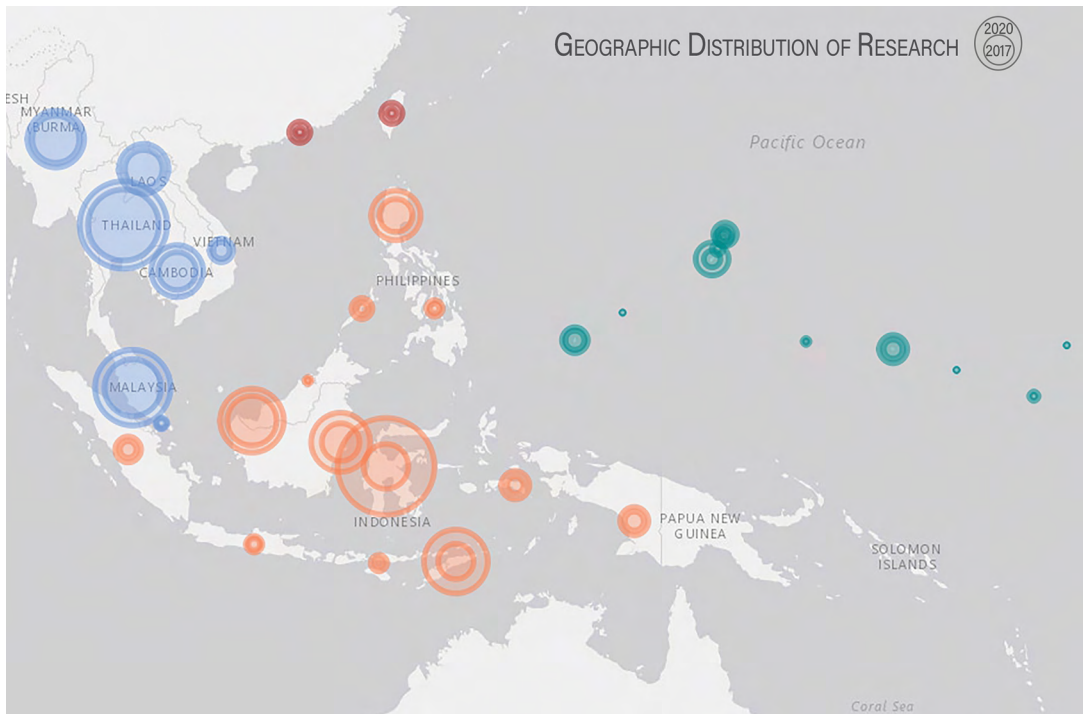 GEOGRAPHIC DISTRIBUTION OF RESEARCH
2020
2017
ESH
MYANMAR
(BURMA)
Pacific Ocean
LAOS
THAILAND
VIETNAM
CAMBODIA
PHILIPPINES
MALAYSIA
INDONESIA
PAPUA NEW
GUINEA
SOLOMON
ISLANDS
Coral Sea